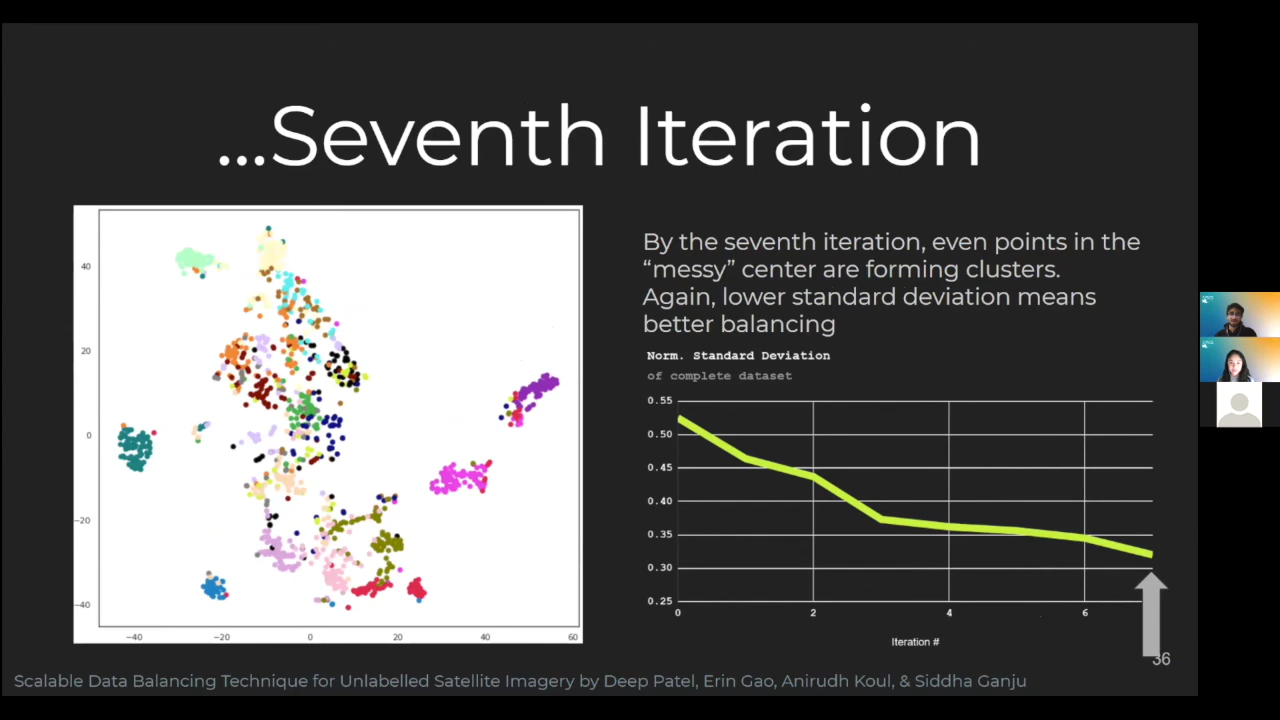 ...Seventh Iteration
By the seventh iteration, even points in the
“messy” center are forming clusters.
Again, lower standard deviation means
better balancing
Norm. Standard Deviation
of complete dataset
0.55
0.50
0.45
0.40
0.35
0.30
0.25
0 2 4 6
Iteration #
40
20
0
−20
−40
−40 −20 0 20 40 60
36
Scalable Data Balancing Technique for Unlabelled Satellite Imagery by Deep Patel, Erin Gao, Anirudh Koul, & Siddha Ganju